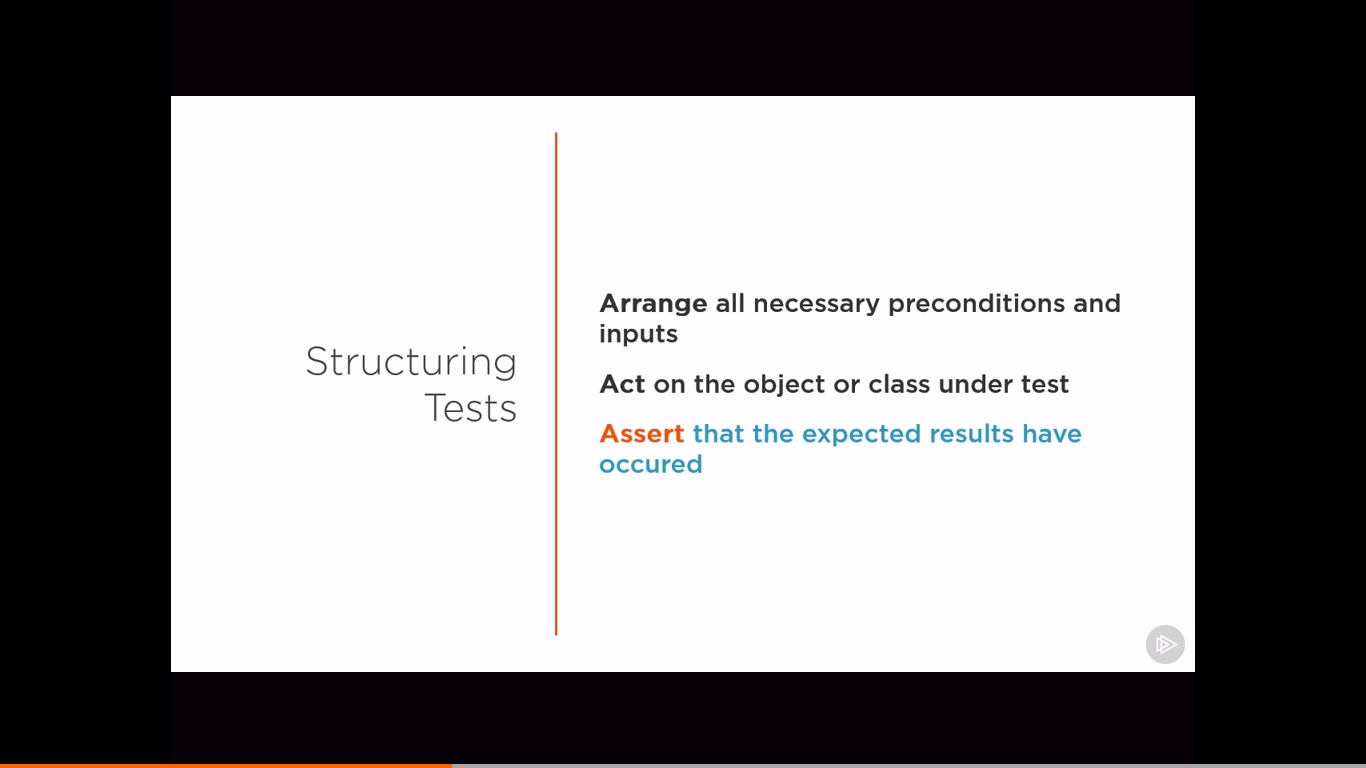 Structuring
Tests
Arrange all necessary preconditions and
inputs
Act on the object or class under test
Assert that the expected results have
occured